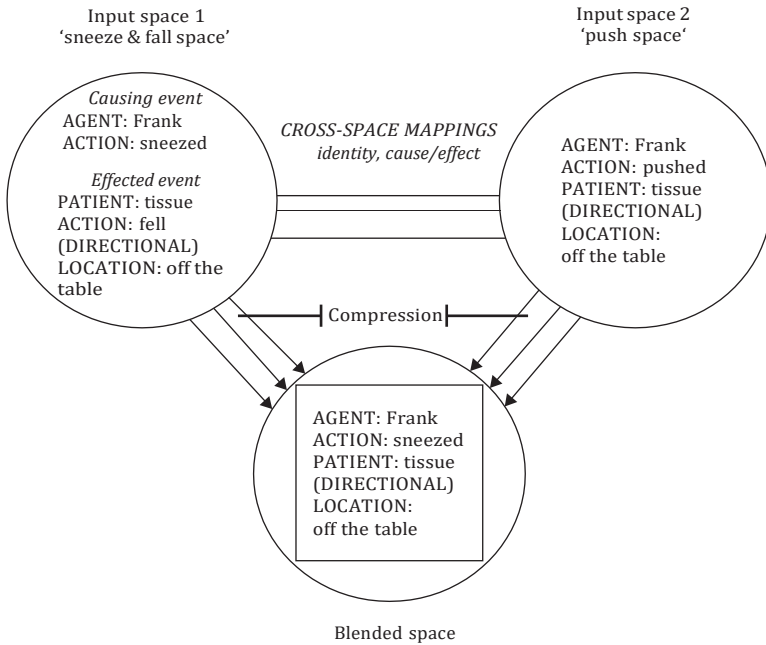 Input space 1
‘sneeze & fall space’
Input space 2
‘push space‘
Causing event
AGENT: Frank
ACTION: sneezed
Effected event
PATIENT: tissue
ACTION: fell
(DIRECTIONAL)
LOCATION: off the
table
CROSS-SPACE MAPPINGS
identity, cause/effect
AGENT: Frank
ACTION: pushed
PATIENT: tissue
(DIRECTIONAL)
LOCATION:
off the table
Compression
AGENT: Frank
ACTION: sneezed
PATIENT: tissue
(DIRECTIONAL)
LOCATION:
off the table
Blended space